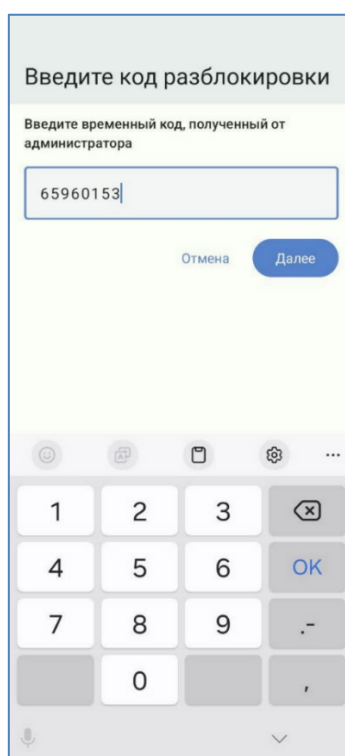 Введите код разблокировки
Введите временный код, полученный от
администратора
65960153
Отмена Далее
1 2 3
4 5 6 OK
7 8 9 .-
0 ,